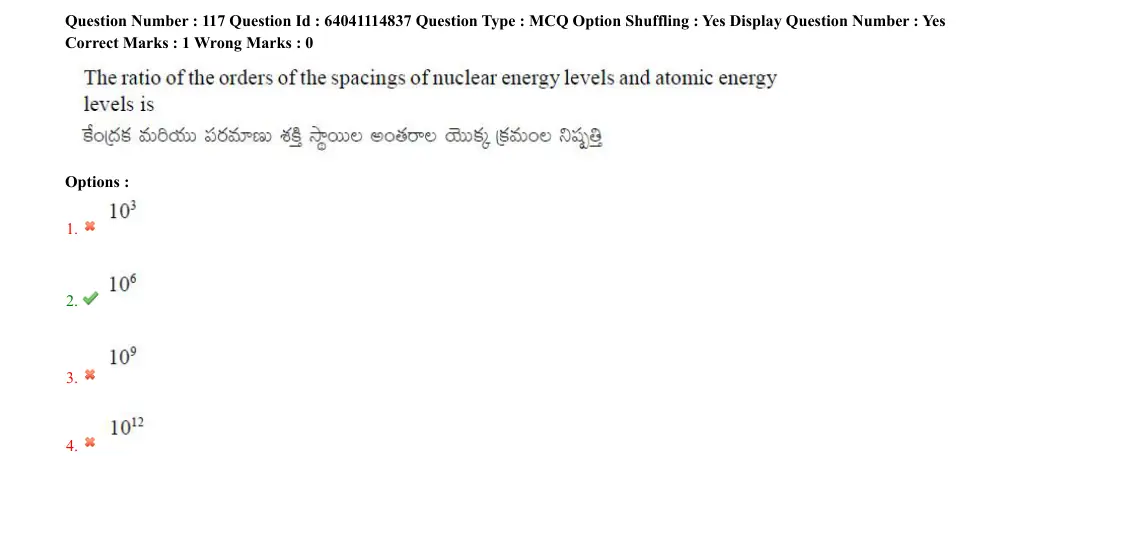 Question Number : 117 Question Id : 64041114837 Question Type : MCQ Option Shuffling : Yes Display Question Number : Yes
Correct Marks : 1 Wrong Marks : 0
The ratio of the orders of the spacings of nuclear energy levels and atomic energy
levels is
కేంద్రక మరియు పరమాణు శక్తి స్థాయిల అంతరాల యొక్క క్రమంల నిష్పత్తి
Options :
1. 10³
2. 10⁶
3. 10⁹
4. 10¹²